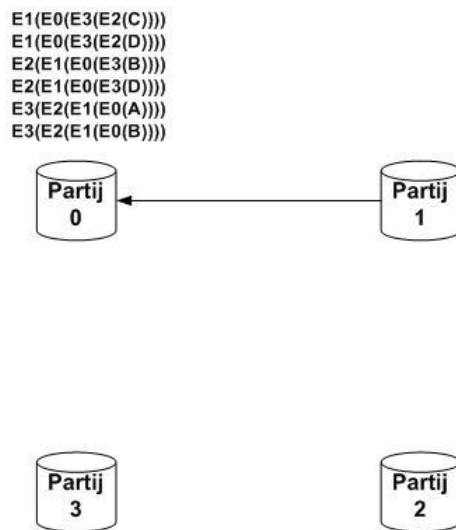 E1(E0(E3(E2(C))))
E1(E0(E3(E2(D))))
E2(E1(E0(E3(B))))
E2(E1(E0(E3(D))))
E3(E2(E1(E0(A))))
E3(E2(E1(E0(B))))
Partij
0
Partij
1
Partij
3
Partij
2